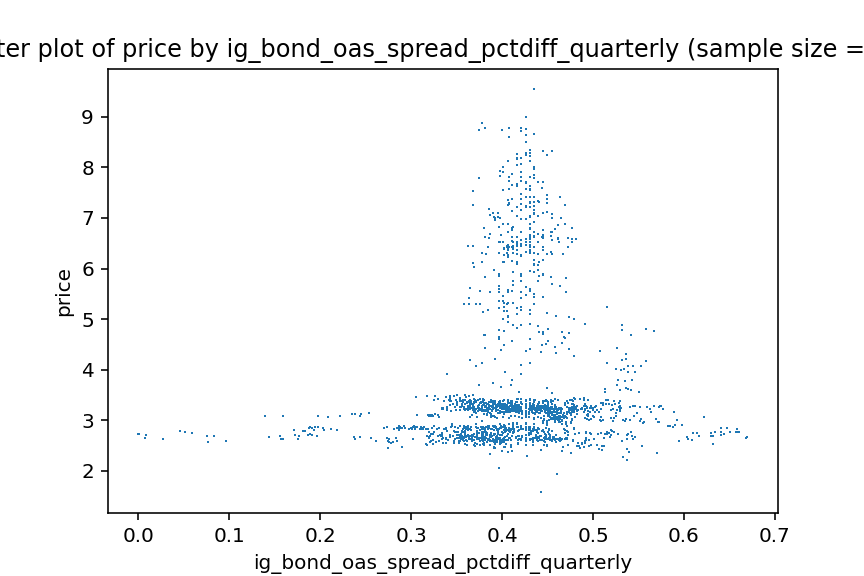 ter plot of price by ig_bond_oas_spread_pctdiff_quarterly (sample size =
9
8
7
6
5
4
3
2
price
0.0 0.1 0.2 0.3 0.4 0.5 0.6 0.7
ig_bond_oas_spread_pctdiff_quarterly